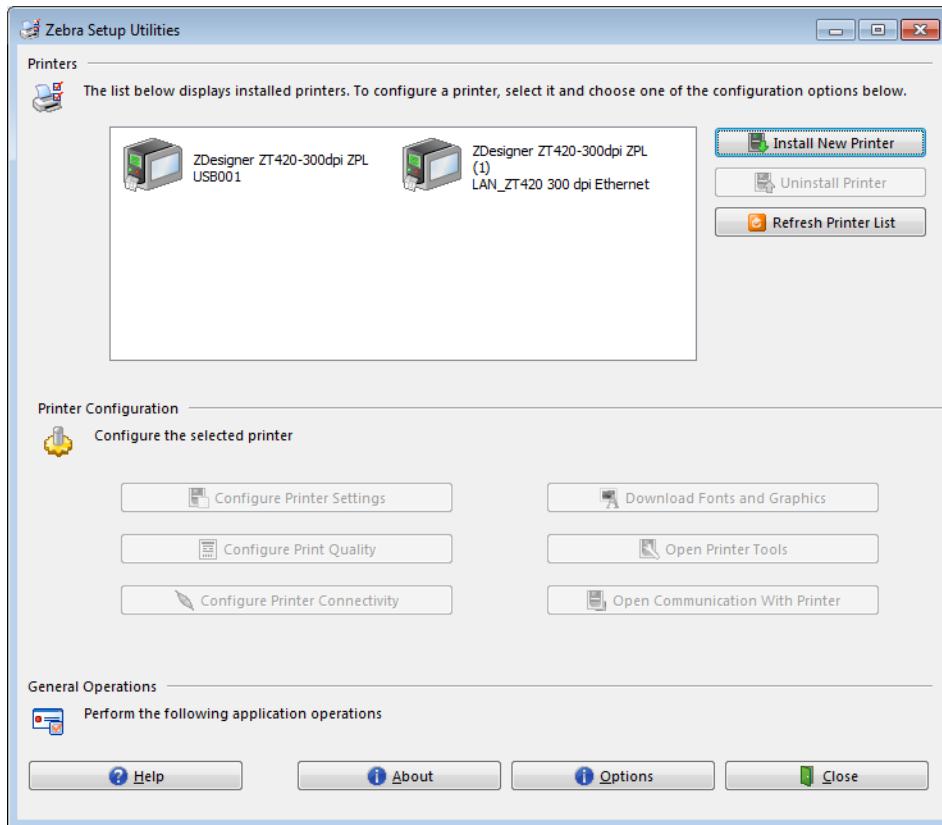 Zebra Setup Utilities
Printers
The list below displays installed printers. To configure a printer, select it and choose one of the configuration options below.
ZDesigner ZT420-300dpi ZPL
USB001
ZDesigner ZT420-300dpi ZPL
(1)
LAN_ZT420 300 dpi Ethernet
Install New Printer
Uninstall Printer
Refresh Printer List
Printer Configuration
Configure the selected printer
Configure Printer Settings
Download Fonts and Graphics
Configure Print Quality
Open Printer Tools
Configure Printer Connectivity
Open Communication With Printer
General Operations
Perform the following application operations
Help
About
Options
Close